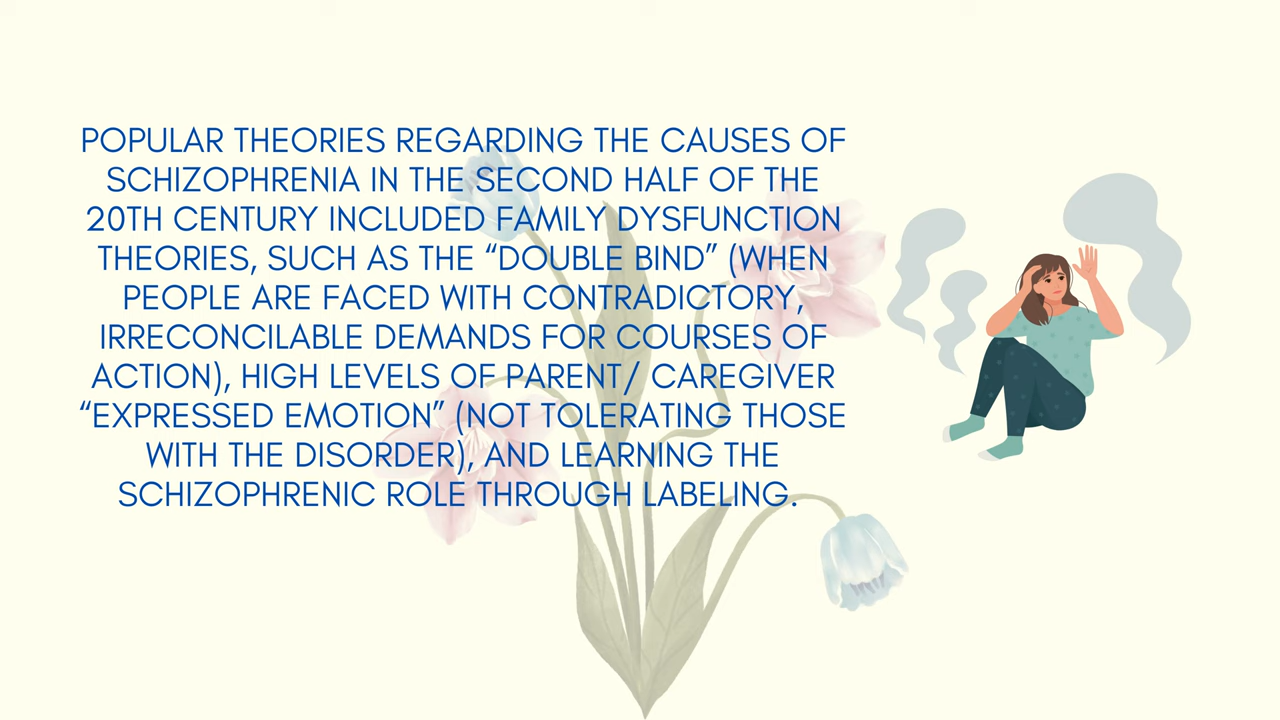 POPULAR THEORIES REGARDING THE CAUSES OF
SCHIZOPHRENIA IN THE SECOND HALF OF THE
20TH CENTURY INCLUDED FAMILY DYSFUNCTION
THEORIES, SUCH AS THE “DOUBLE BIND” (WHEN
PEOPLE ARE FACED WITH CONTRADICTORY,
IRRECONCILABLE DEMANDS FOR COURSES OF
ACTION), HIGH LEVELS OF PARENT/ CAREGIVER
“EXPRESSED EMOTION” (NOT TOLERATING THOSE
WITH THE DISORDER), AND LEARNING THE
SCHIZOPHRENIC ROLE THROUGH LABELING.